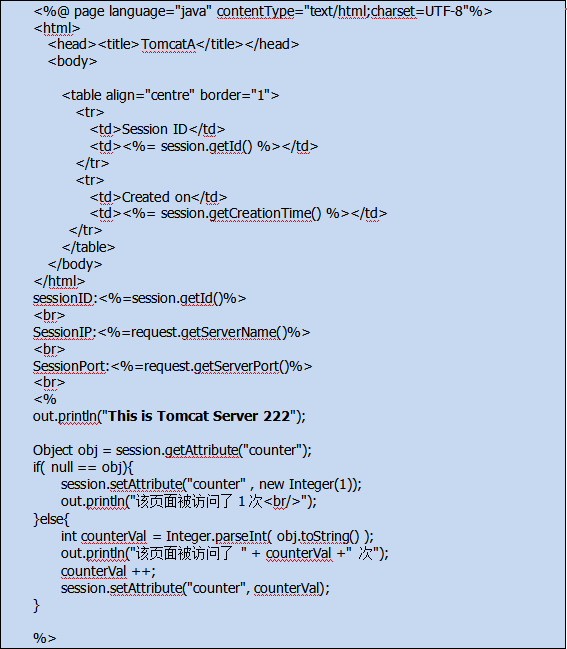 <%@ page language="java" contentType="text/html;charset=UTF-8"%>
<html>
<head><title>TomcatA</title></head>
<body>
<table align="centre" border="1">
<tr>
<td>Session ID</td>
<td><%= session.getId() %></td>
</tr>
<tr>
<td>Created on</td>
<td><%= session.getCreationTime() %></td>
</tr>
</table>
</body>
</html>
sessionID:<%=session.getId()%>
<br>
SessionIP:<%=request.getServerName()%>
<br>
SessionPort:<%=request.getServerPort()%>
<br>
<%
out.println("This is Tomcat Server 222");
Object obj = session.getAttribute("counter");
if( null == obj){
session.setAttribute("counter" , new Integer(1));
out.println("该页面被访问了 1 次<br/>");
}else{
int counterVal = Integer.parseInt( obj.toString() );
out.println("该页面被访问了 " + counterVal +" 次");
counterVal ++;
session.setAttribute("counter", counterVal);
}
%>